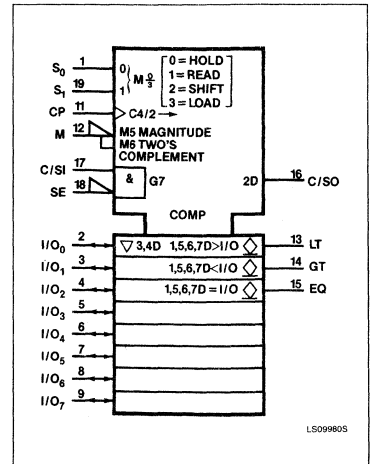 S0 1 0 M 0/3 [ 0 = HOLD
1 = READ
2 = SHIFT
3 = LOAD ]
S1 19 1
CP 11 C4/2 →
M 12 M5 MAGNITUDE
M6 TWO'S
COMPLEMENT
C/SI 17
& G7 2D 16 C/SO
SE 18
COMP
I/O0 2 ▽ 3,4D 1,5,6,7D>I/O 13 LT
I/O1 3 1,5,6,7D<I/O 14 GT
I/O2 4 1,5,6,7D = I/O 15 EQ
I/O3 5
I/O4 6
I/O5 7
I/O6 8
I/O7 9
LS09980S